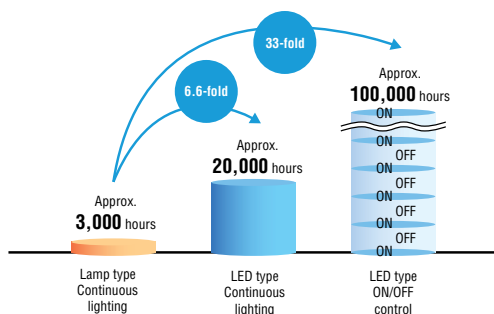 33-fold
6.6-fold
Approx.
100,000 hours
ON
ON
OFF
ON
OFF
ON
OFF
ON
OFF
ON
Approx.
20,000 hours
Approx.
3,000 hours
Lamp type
Continuous
lighting
LED type
Continuous
lighting
LED type
ON/OFF
control